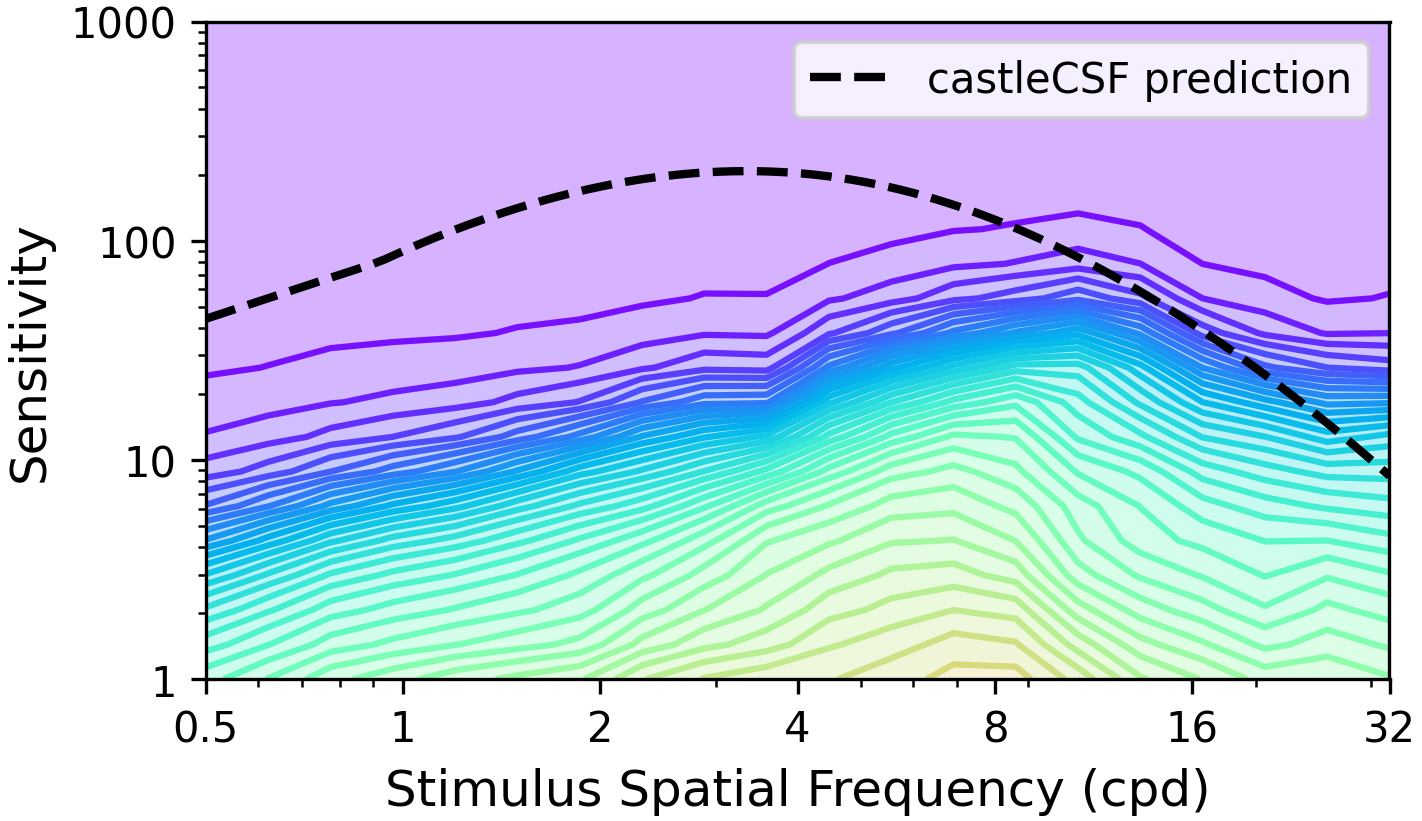 1000
100
10
1
Sensitivity
castleCSF prediction
0.5 1 2 4 8 16 32
Stimulus Spatial Frequency (cpd)